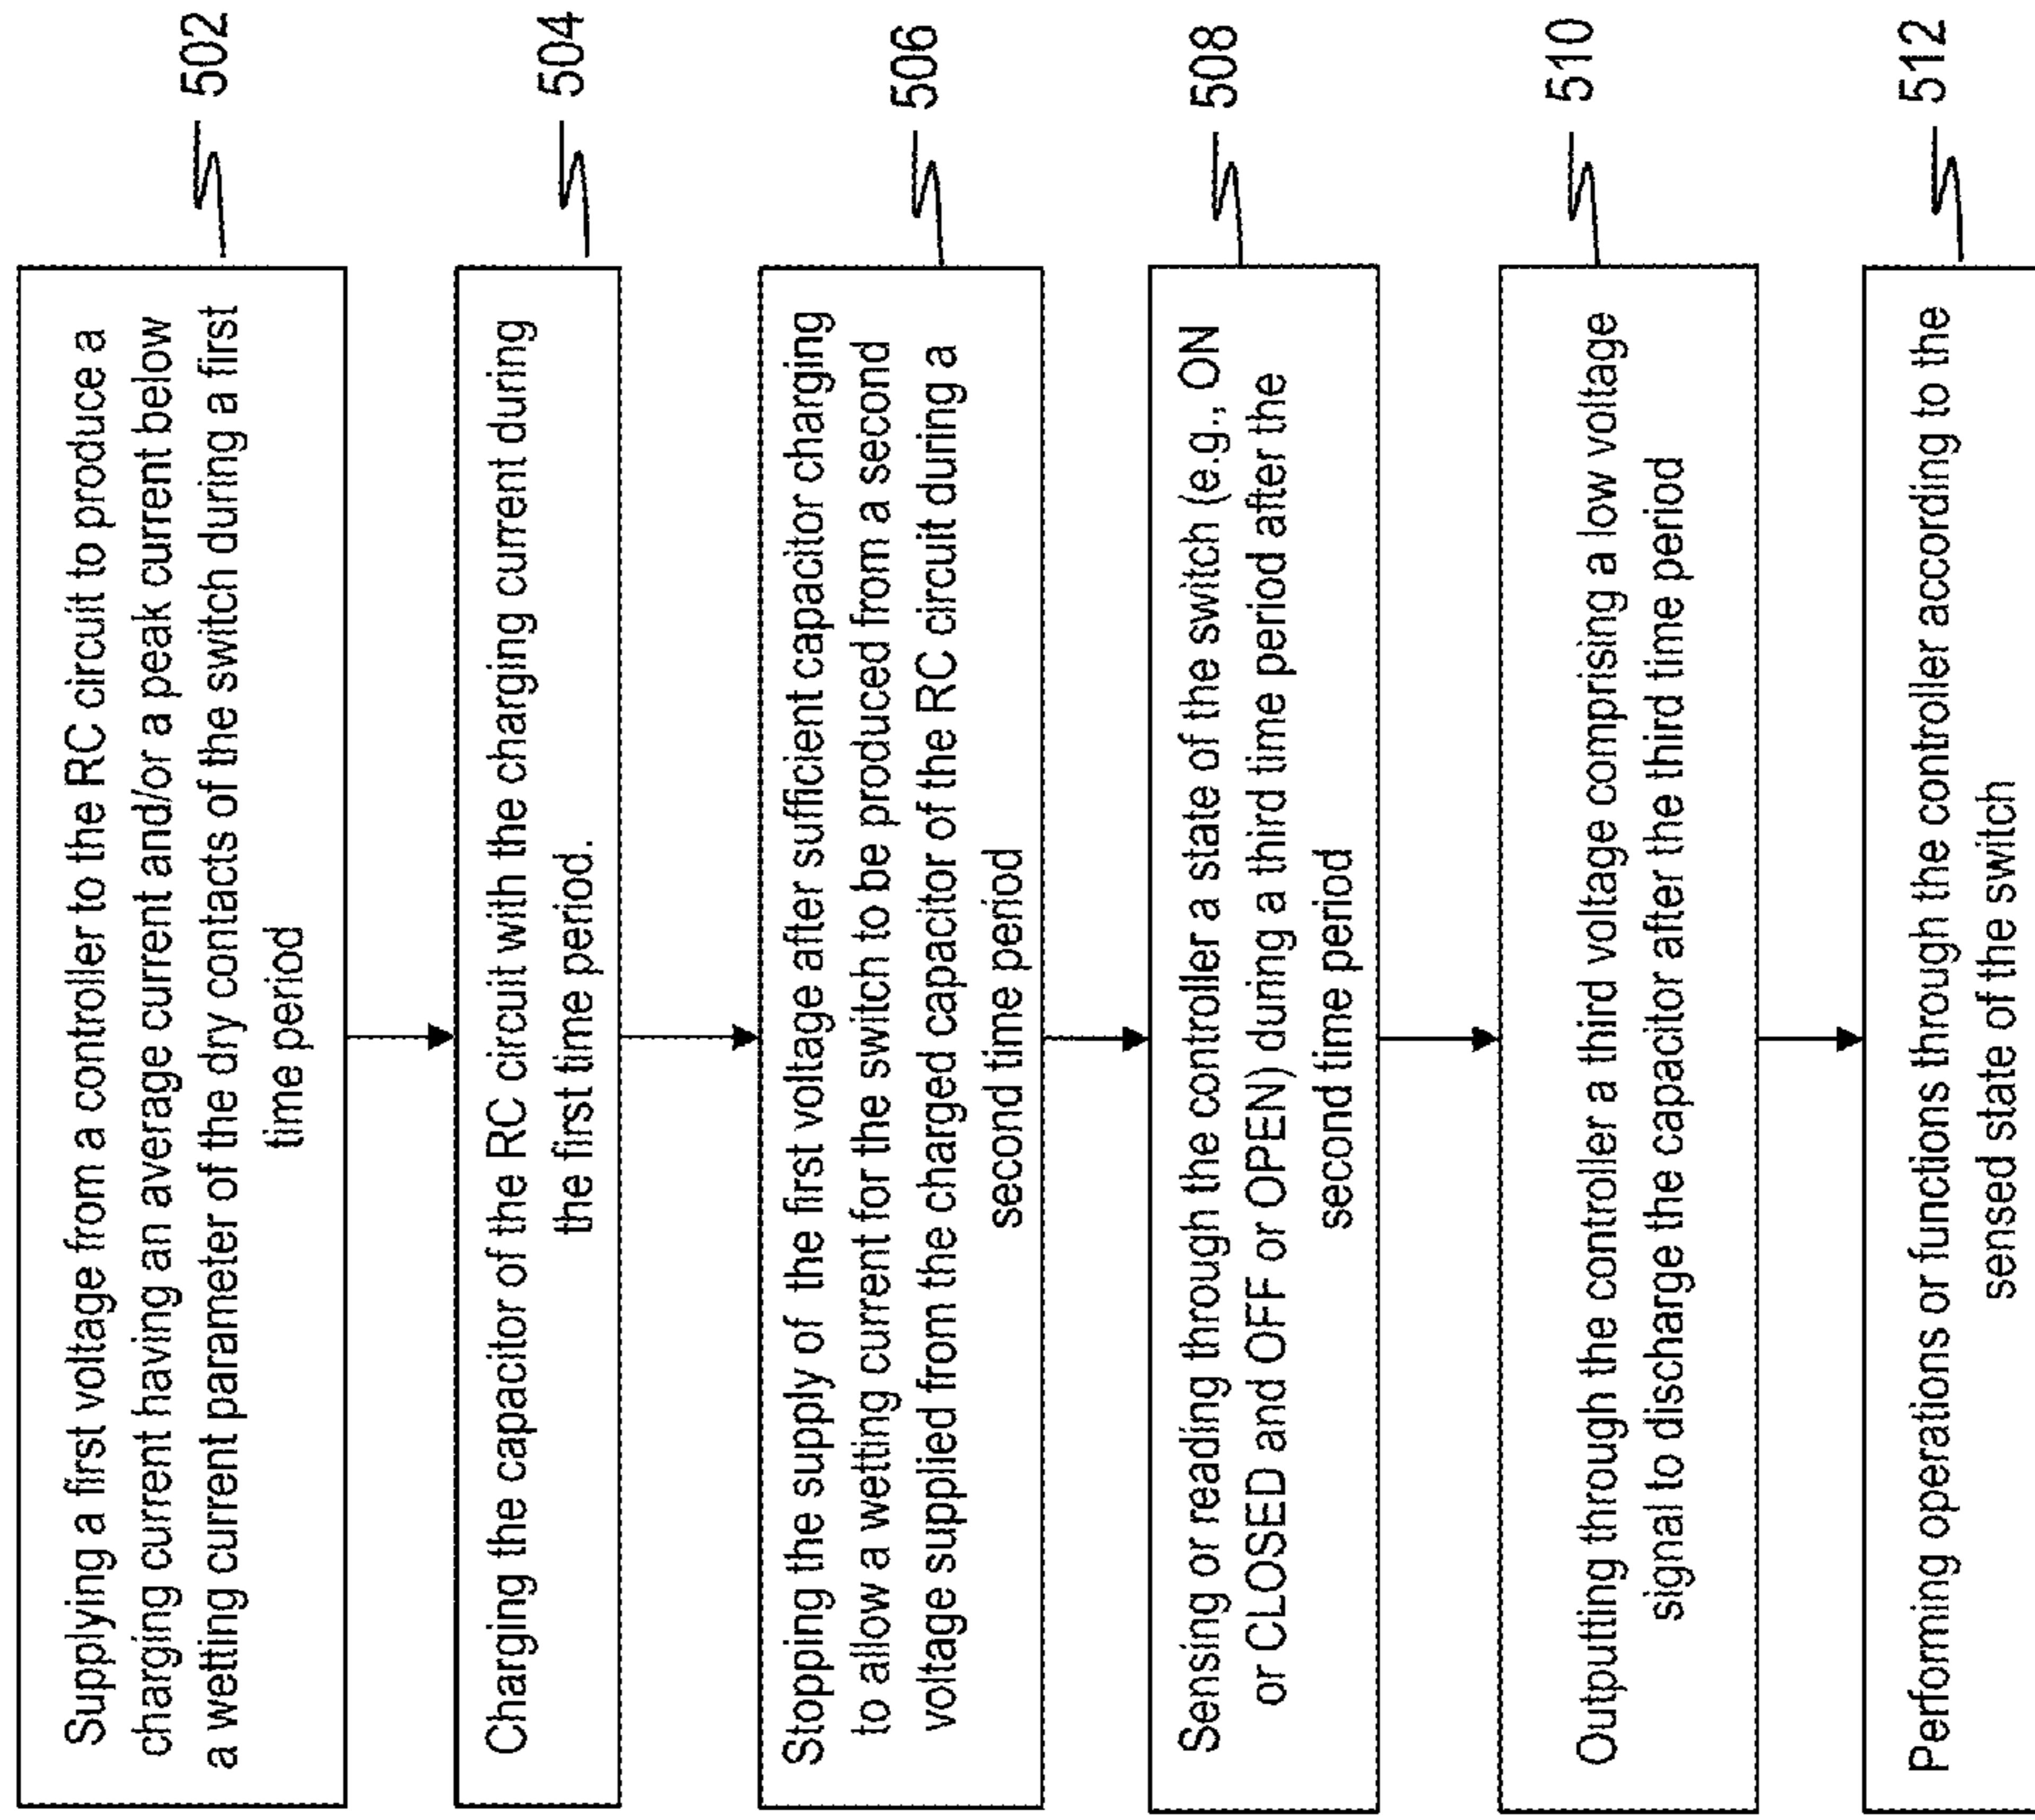 Supplying a first voltage from a controller to the RC circuit to produce a
charging current having an average current and/or a peak current below
a wetting current parameter of the dry contacts of the switch during a first
time period
502
Charging the capacitor of the RC circuit with the charging current during
the first time period.
504
Stopping the supply of the first voltage after sufficient capacitor charging
to allow a wetting current for the switch to be produced from a second
voltage supplied from the charged capacitor of the RC circuit during a
second time period
506
Sensing or reading through the controller a state of the switch (e.g., ON
or CLOSED and OFF or OPEN) during a third time period after the
second time period
508
Outputting through the controller a third voltage comprising a low voltage
signal to discharge the capacitor after the third time period
510
Performing operations or functions through the controller according to the
sensed state of the switch
512